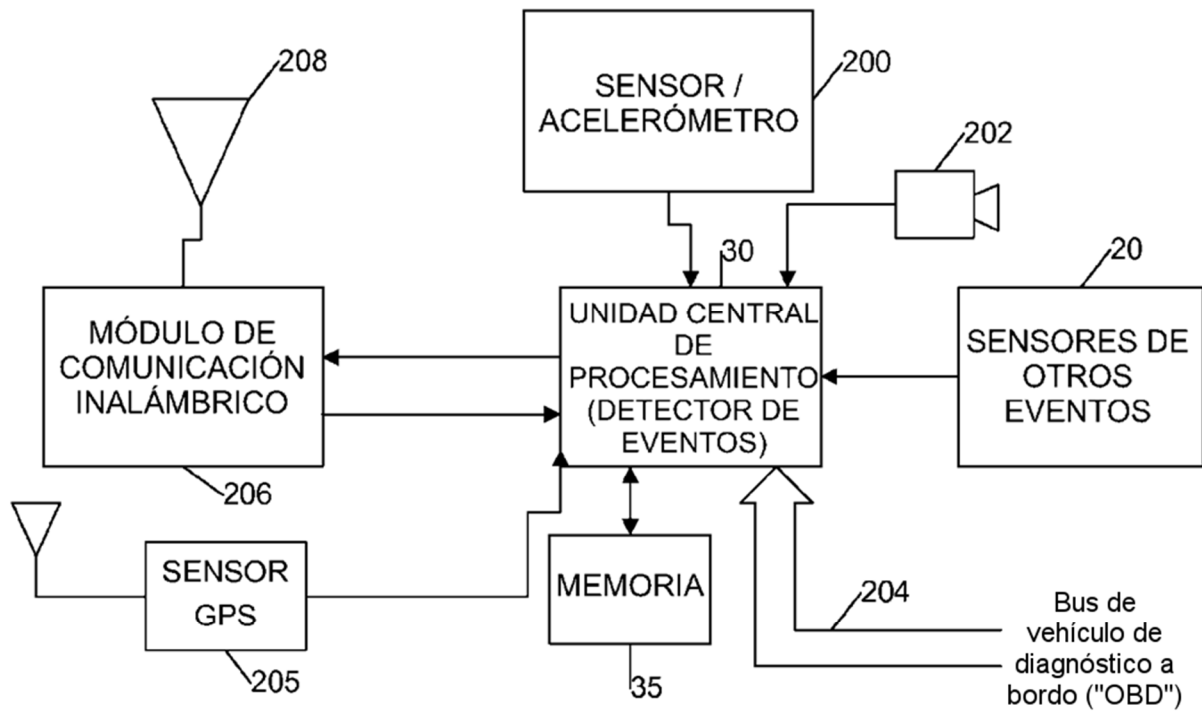 208
SENSOR /
ACELERÓMETRO
200
202
30
20
MÓDULO DE
COMUNICACIÓN
INALÁMBRICO
206
UNIDAD CENTRAL
DE
PROCESAMIENTO
(DETECTOR DE
EVENTOS)
SENSORES DE
OTROS
EVENTOS
SENSOR
GPS
205
MEMORIA
35
204
Bus de
vehículo de
diagnóstico a
bordo ("OBD")